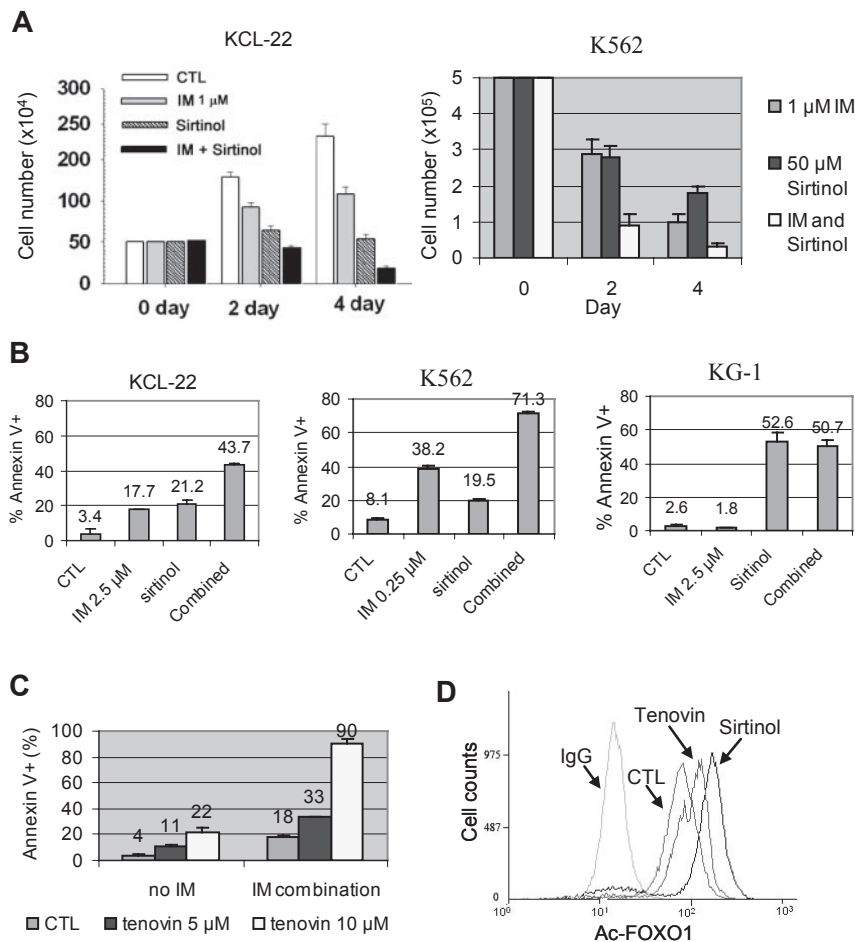 A
KCL-22
Cell number (x10⁴)
300
250
200
100
50
0
CTL
IM 1 µM
Sirtinol
IM + Sirtinol
0 day
2 day
4 day
K562
Cell number (x10⁵)
5
4
3
2
1
0
0
2
4
Day
1 µM IM
50 µM
Sirtinol
IM and
Sirtinol
B
KCL-22
% Annexin V+
80
60
40
20
0
3.4
17.7
21.2
43.7
CTL
IM 2.5 µM
sirtinol
Combined
K562
% Annexin V+
80
60
40
20
0
8.1
38.2
19.5
71.3
CTL
IM 0.25 µM
sirtinol
Combined
KG-1
% Annexin V+
80
60
40
20
0
2.6
1.8
52.6
50.7
CTL
IM 2.5 µM
Sirtinol
Combined
C
Annexin V+ (%)
100
80
60
40
20
0
4
11
22
18
33
90
no IM
IM combination
CTL
tenovin 5 µM
tenovin 10 µM
D
Cell counts
975
487
0
IgG
CTL
Tenovin
Sirtinol
10⁰
10¹
10²
10³
Ac-FOXO1